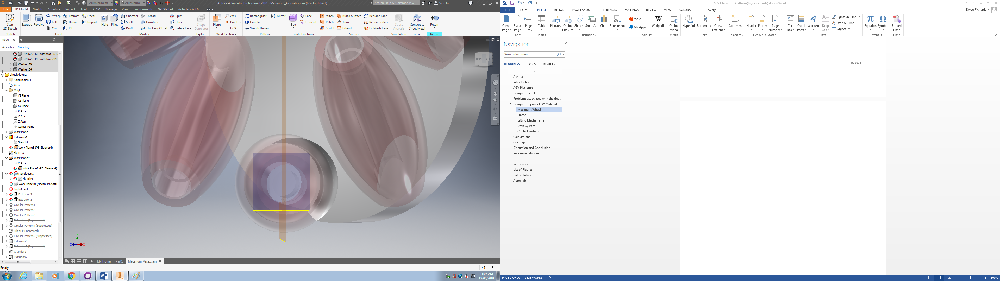 Aluminum 60
Aluminum
Autodesk Inventor Professional 2018 Mecanum_Assembly.iam (LevelofDetail1)
Search Help & Commands...
Sign In
File
3D Model
Sketch
Annotate
Inspect
Tools
CAM
Manage
View
Environments
Get Started
Autodesk A360
Start
2D Sketch
Extrude
Revolve
Sweep
Emboss
Decal
Loft
Derive
Import
Coil
Rib
Hole
Fillet
Chamfer
Thread
Split
Shell
Combine
Direct
Draft
Thicken/ Offset
Delete Face
Shape
Generator
Plane
Axis
Point
UCS
Rectangular
Mirror
Circular
Sketch Driven
Box
Face
Convert
Stitch
Ruled Surface
Replace Face
Patch
Trim
Repair Bodies
Sculpt
Extend
Fit Mesh Face
Stress
Analysis
Convert to
Sheet Metal
Return
Sketch
Create
Modify
Explore
Work Features
Pattern
Create Freeform
Surface
Simulation
Convert
Return
Model
Assembly
Modeling
DIN 625 SKF- with two RS1
DIN 625 SKF- with two RS1
Washer:19
Washer:24
CheekPlate:2
Solid Bodies(1)
View:
Origin
YZ Plane
XZ Plane
XY Plane
X Axis
Y Axis
Z Axis
Center Point
Work Plane1
Extrusion1
Sketch1
Work Plane8 (PE_Sleeve:4)
Sketch3
Work Plane9
Y Axis
Work Plane8 (PE_Sleeve:4)
Revolution1
Sketch4
Work Plane10 (MecanumShaft:
End of Part
Extrusion2
Extrusion3
Circular Pattern1
Circular Pattern2
Circular Pattern3
Extrusion4 (Suppressed)
Circular Pattern4 (Suppressed)
Fillet1 (Suppressed)
Circular Pattern5 (Suppressed)
Extrusion5
Extrusion6 (Suppressed)
Chamfer1
Extrusion7
FRONT
RIGHT
Y
Z
X
My Home
Part1
Mecanum_Asse...iam
Ready
45
8
11:07 AM
12/06/2018
AGV Mecanum Platform(BryceRichards).docx - Word
Bryce Richards
FILE
HOME
INSERT
DESIGN
PAGE LAYOUT
REFERENCES
MAILINGS
REVIEW
VIEW
ACROBAT
Avery
Cover
Page
Blank
Page
Page
Break
Table
Pictures
Online
Pictures
Shapes
SmartArt
Chart
Screenshot
Store
My Apps
Wikipedia
Online
Video
Hyperlink
Bookmark
Cross-
reference
Comment
Header
Footer
Page
Number
Text
Box
Quick
Parts
WordArt
Drop
Cap
Signature Line
Date & Time
Object
Equation
Symbol
Embed
Flash
Pages
Tables
Illustrations
Add-ins
Media
Links
Comments
Header & Footer
Text
Symbols
Flash
Navigation
Search document
HEADINGS
PAGES
RESULTS
Abstract
Introduction
AGV Platforms
Design Concept
Problems associated with the des...
Design Components & Material S...
Mecanum Wheel
Frame
Lifting Mechanisms
Drive System
Control System
Calculations
Costings
Discussion and Conclusion
Recommendations
References
List of Figures
List of Tables
Appendix
page. 8
PAGE 9 OF 20
1526 WORDS
100%